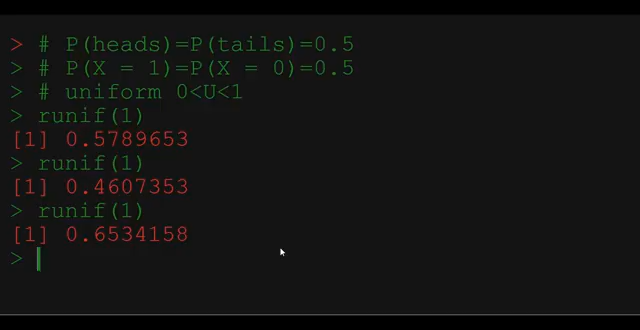 > # P(heads)=P(tails)=0.5
> # P(X = 1)=P(X = 0)=0.5
> # uniform 0<U<1
> runif(1)
[1] 0.5789653
> runif(1)
[1] 0.4607353
> runif(1)
[1] 0.6534158
>